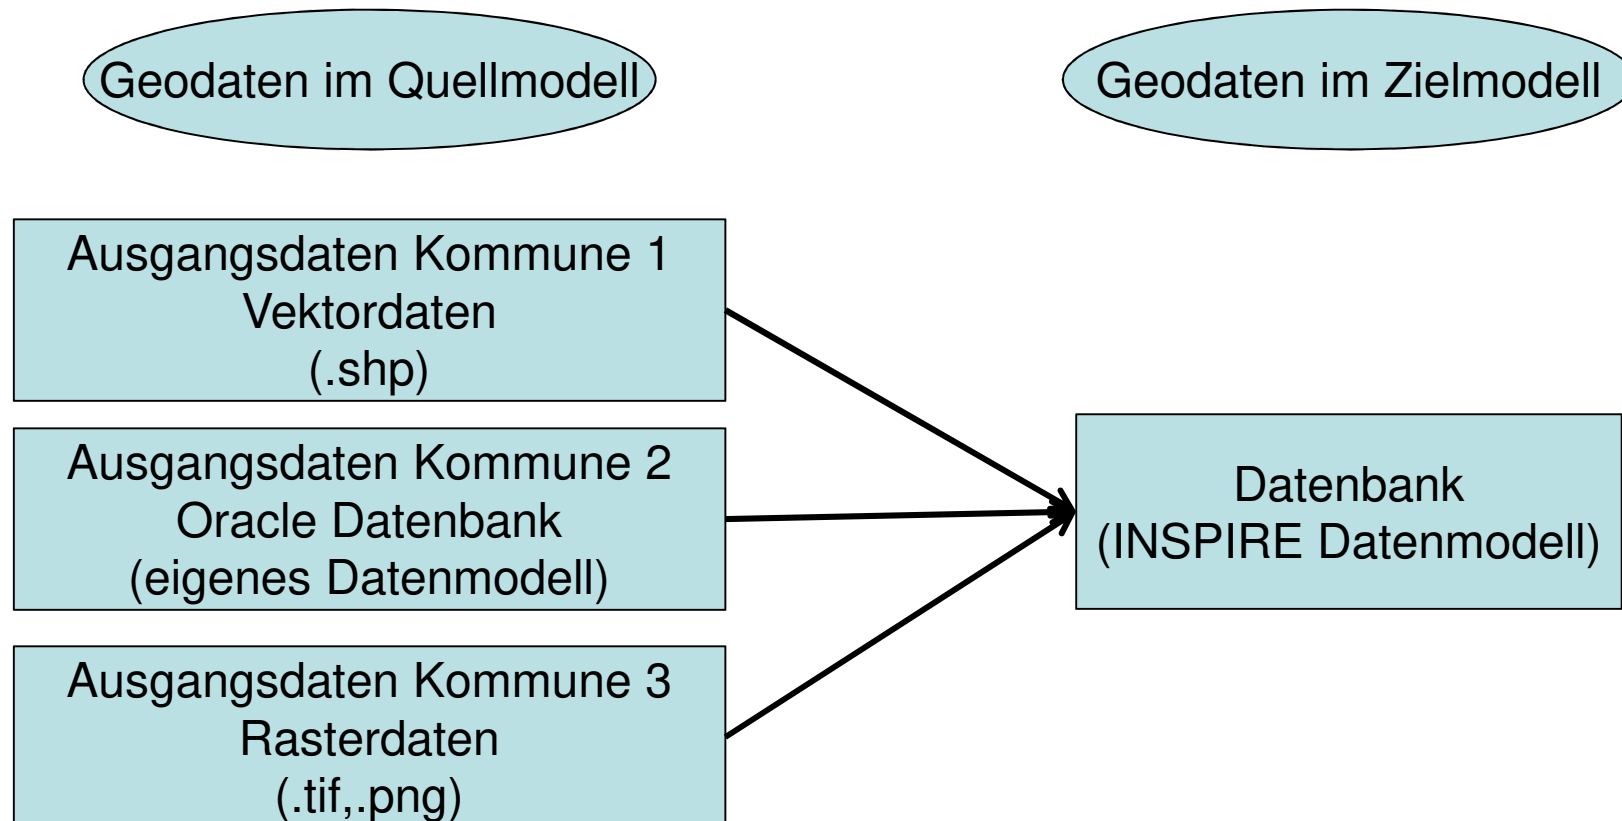 Geodaten im Quellmodell
Geodaten im Zielmodell
Ausgangsdaten Kommune 1
Vektordaten
(.shp)
Ausgangsdaten Kommune 2
Oracle Datenbank
(eigenes Datenmodell)
Ausgangsdaten Kommune 3
Rasterdaten
(.tif,.png)
Datenbank
(INSPIRE Datenmodell)